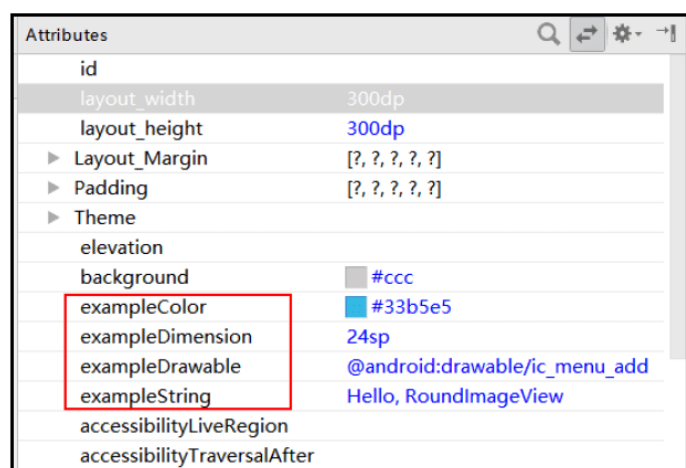 Attributes
id
layout_width 300dp
layout_height 300dp
Layout_Margin [?, ?, ?, ?, ?]
Padding [?, ?, ?, ?, ?]
Theme
elevation
background #ccc
exampleColor #33b5e5
exampleDimension 24sp
exampleDrawable @android:drawable/ic_menu_add
exampleString Hello, RoundImageView
accessibilityLiveRegion
accessibilityTraversalAfter